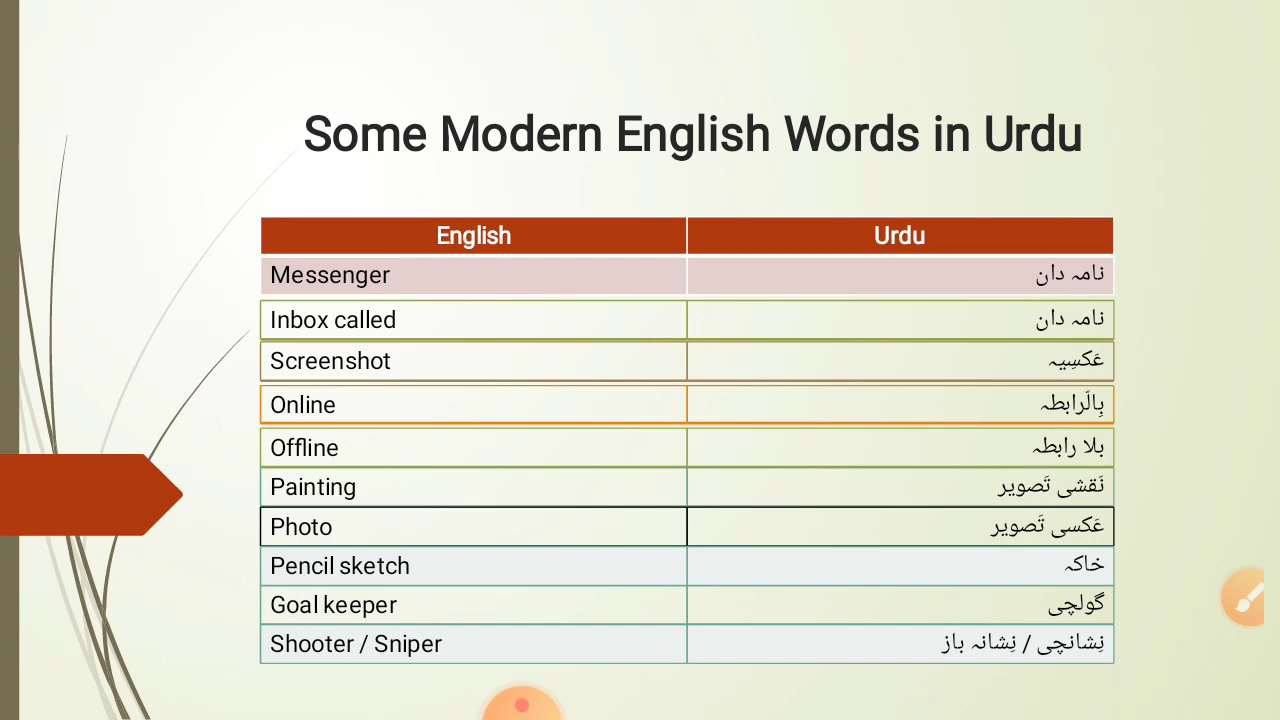 Some Modern English Words in Urdu
English Urdu
Messenger نامہ دان
Inbox called نامہ دان
Screenshot عَکسِیہ
Online بِالّرابطہ
Offline بلا رابطہ
Painting نَقشی تَصویر
Photo عَکسی تَصویر
Pencil sketch خاکہ
Goal keeper گولچی
Shooter / Sniper نِشانچی / نِشانہ باز